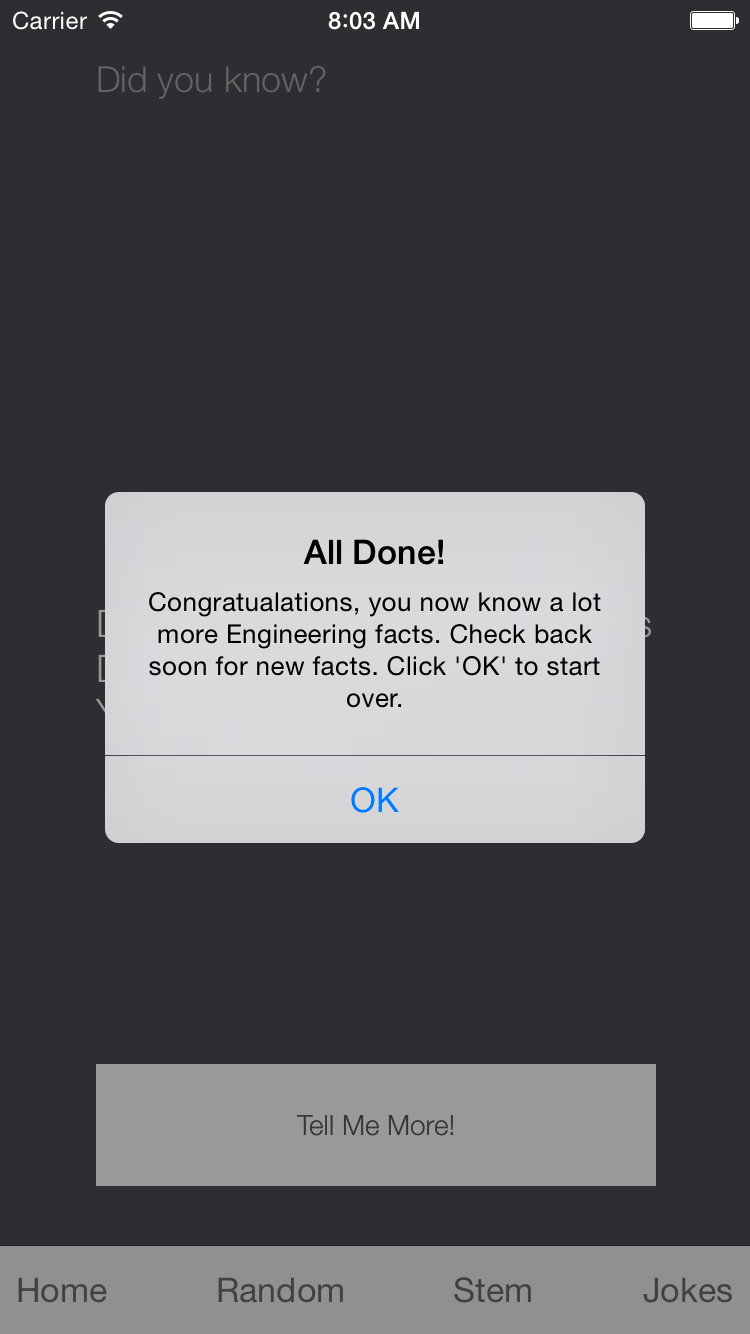 Carrier 8:03 AM
Did you know?
All Done!
Congratualations, you now know a lot
more Engineering facts. Check back
soon for new facts. Click 'OK' to start
over.
OK
Tell Me More!
Home Random Stem Jokes